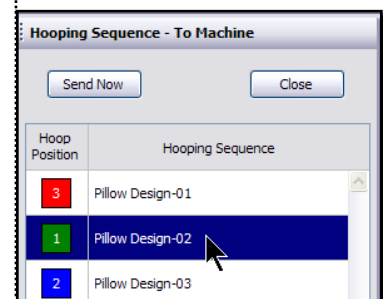 Hooping Sequence - To Machine
Send Now Close
Hoop Position Hooping Sequence
3 Pillow Design-01
1 Pillow Design-02
2 Pillow Design-03